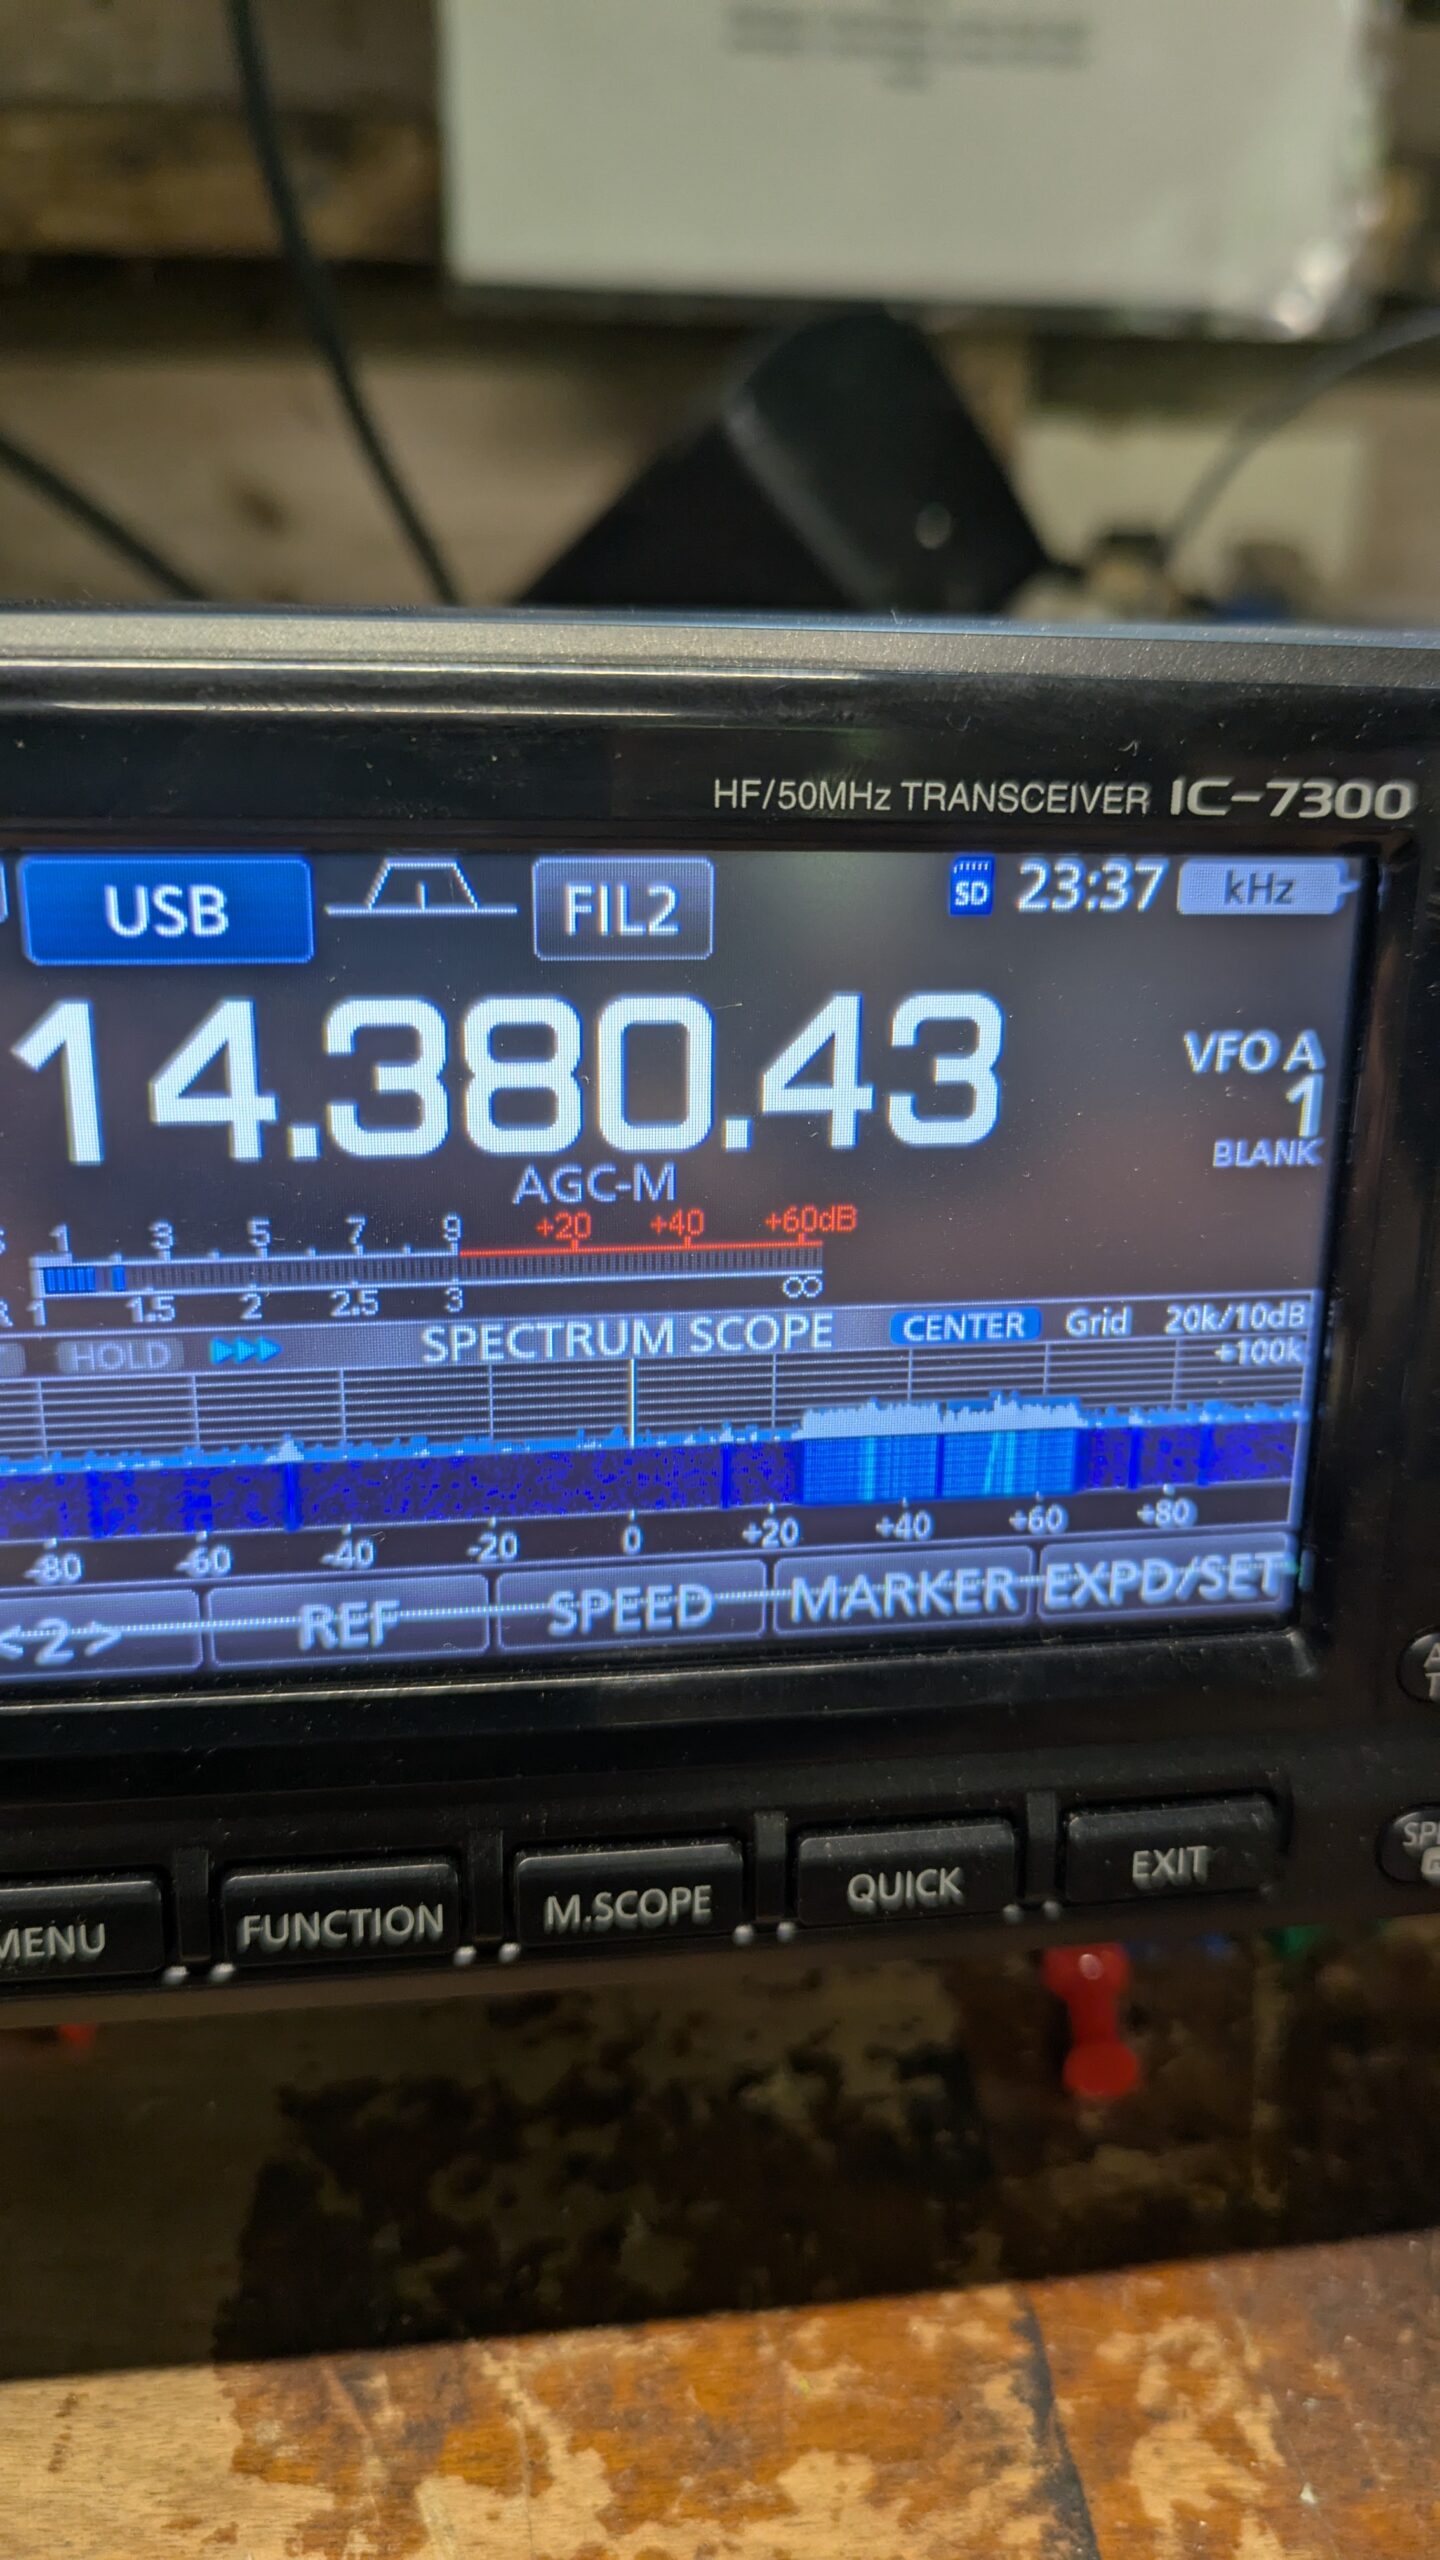 HF/50MHz TRANSCEIVER IC-7300
USB FIL2 SD 23:37 kHz
14.380.43
VFO A
1
BLANK
AGC-M
1 3 5 7 9 +20 +40 +60dB
1 1.5 2 2.5 3 ∞
HOLD SPECTRUM SCOPE CENTER Grid 20k/10dB
+100k
-80 -60 -40 -20 0 +20 +40 +60 +80
<2> REF SPEED MARKER EXPD/SET
MENU FUNCTION M.SCOPE QUICK EXIT